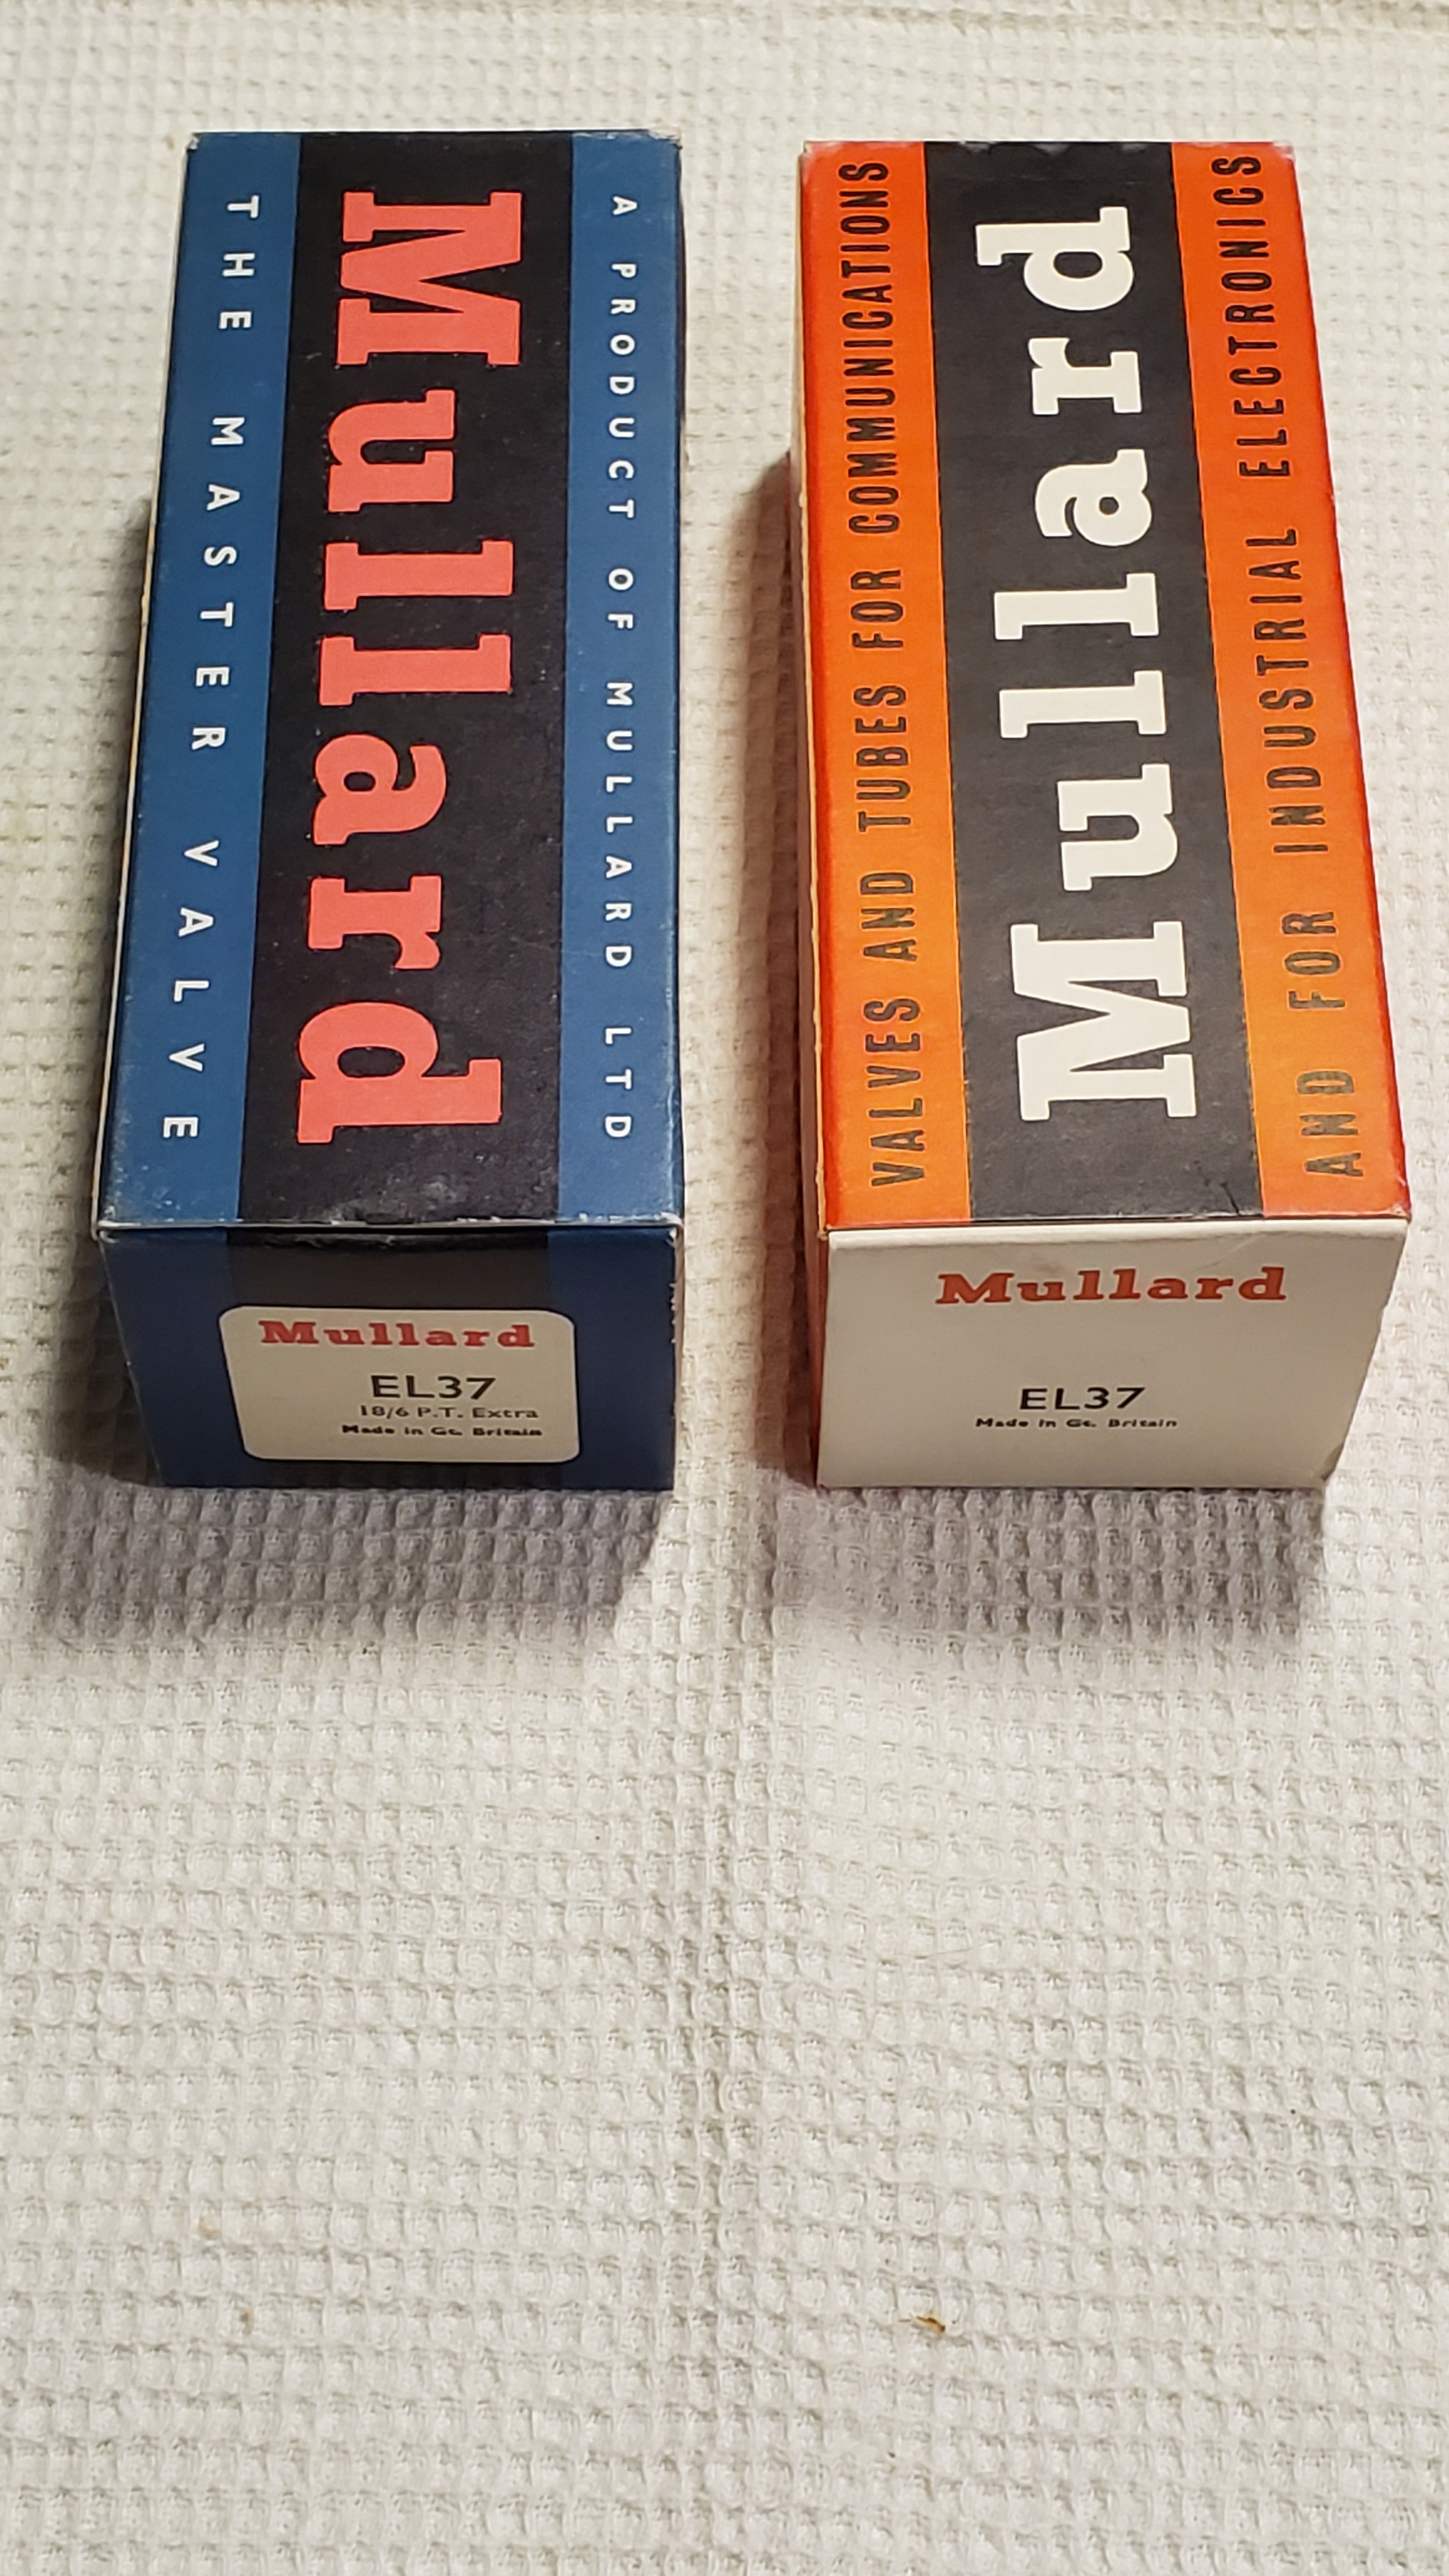 THE MASTER VALVE
Mullard
A PRODUCT OF MULLARD LTD
Mullard
EL37
18/6 P.T. Extra
Made in Gt. Britain
VALVES AND TUBES FOR COMMUNICATIONS
Mullard
AND FOR INDUSTRIAL ELECTRONICS
Mullard
EL37
Made in Gt. Britain